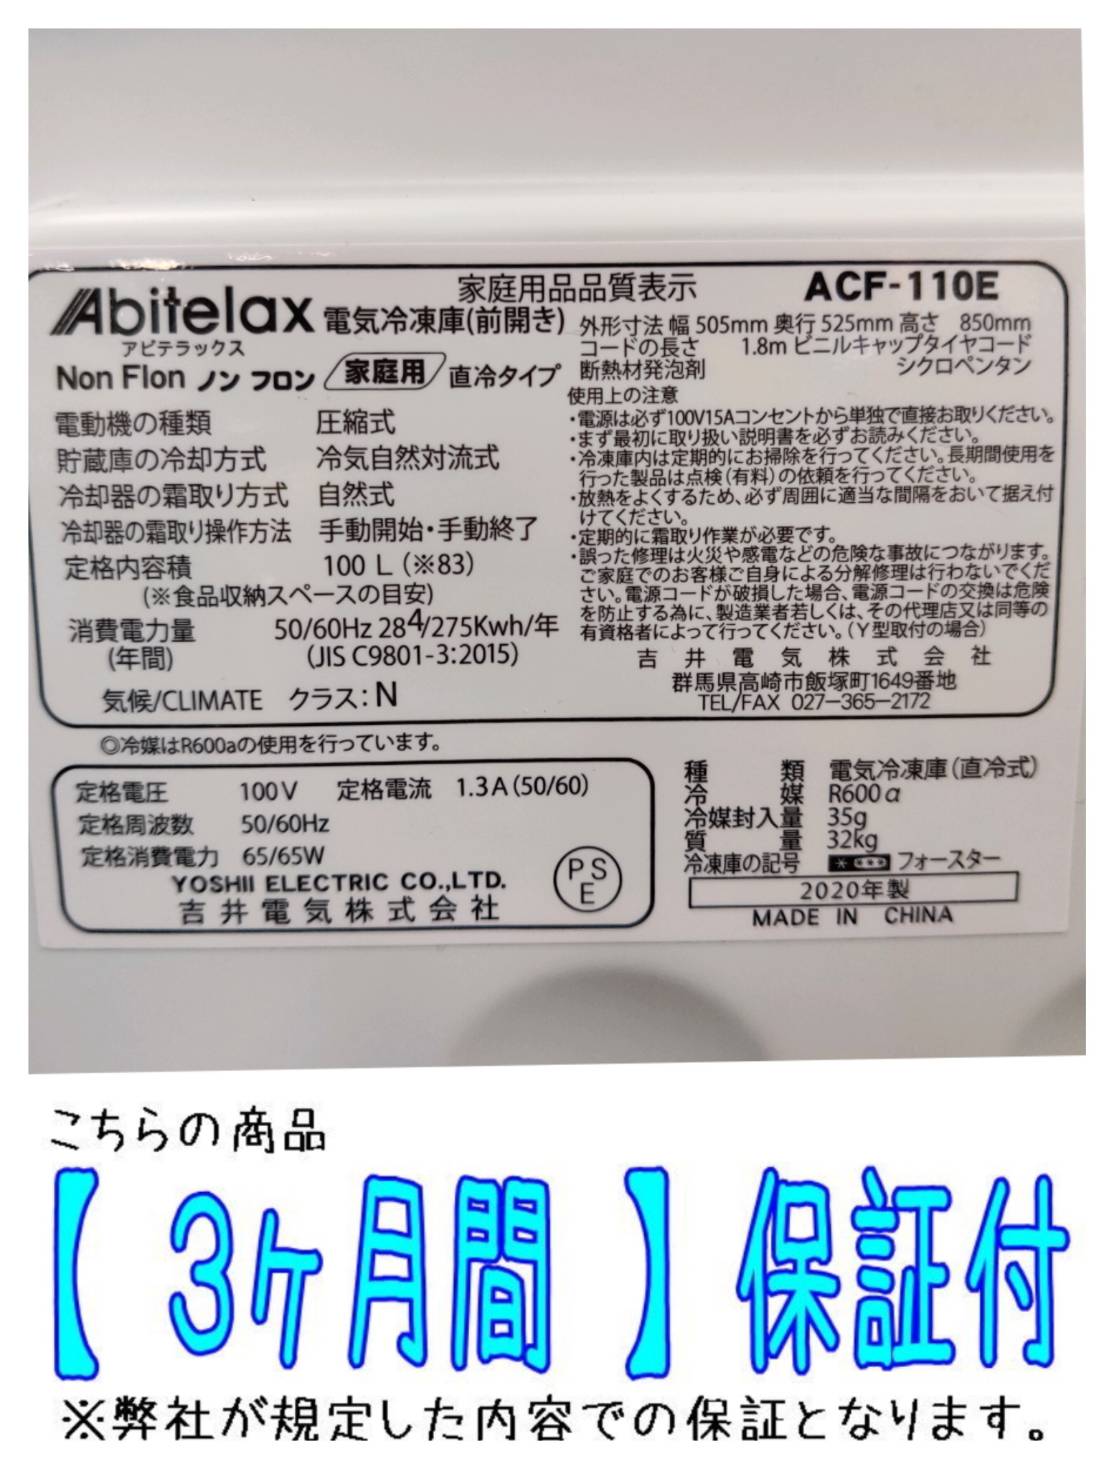 家庭用品品質表示
ACF-110E
Abitelax 電気冷凍庫(前開き)
アビテラックス
Non Flon ノンフロン 家庭用 直冷タイプ
電動機の種類 圧縮式
貯蔵庫の冷却方式 冷気自然対流式
冷却器の霜取り方式 自然式
冷却器の霜取り操作方法 手動開始・手動終了
定格内容積 100 L (※83)
(※食品収納スペースの目安)
消費電力量 50/60Hz 284/275Kwh/年
(年間) (JIS C9801-3:2015)
気候/CLIMATE クラス:N
外形寸法 幅 505mm 奥行 525mm 高さ 850mm
コードの長さ 1.8m ビニルキャップタイヤコード
断熱材発泡剤 シクロペンタン
使用上の注意
・電源は必ず100V15Aコンセントから単独で直接お取りください。
・まず最初に取り扱い説明書を必ずお読みください。
・冷凍庫内は定期的にお掃除を行ってください。長期間使用を
行った製品は点検(有料)の依頼を行ってください。
・放熱をよくするため、必ず周囲に適当な間隔をおいて据え付
けてください。
・定期的に霜取り作業が必要です。
・誤った修理は火災や感電などの危険な事故につながります。
ご家庭でのお客様ご自身による分解修理は行わないでくだ
さい。電源コードが破損した場合、電源コードの交換は危険
を防止する為に、製造業者若しくは、その代理店又は同等の
有資格者によって行ってください。(Y型取付の場合)
吉井電気株式会社
群馬県高崎市飯塚町1649番地
TEL/FAX 027-365-2172
◎冷媒はR600aの使用を行っています。
定格電圧 100V 定格電流 1.3A(50/60)
定格周波数 50/60Hz
定格消費電力 65/65W
YOSHII ELECTRIC CO.,LTD.
吉井電気株式会社
PSE
種類 電気冷凍庫(直冷式)
冷媒 R600a
冷媒封入量 35g
質量 32kg
冷凍庫の記号 フォースター
2020年製
MADE IN CHINA
こちらの商品
【 3ケ月間 】保証付
※弊社が規定した内容での保証となります。